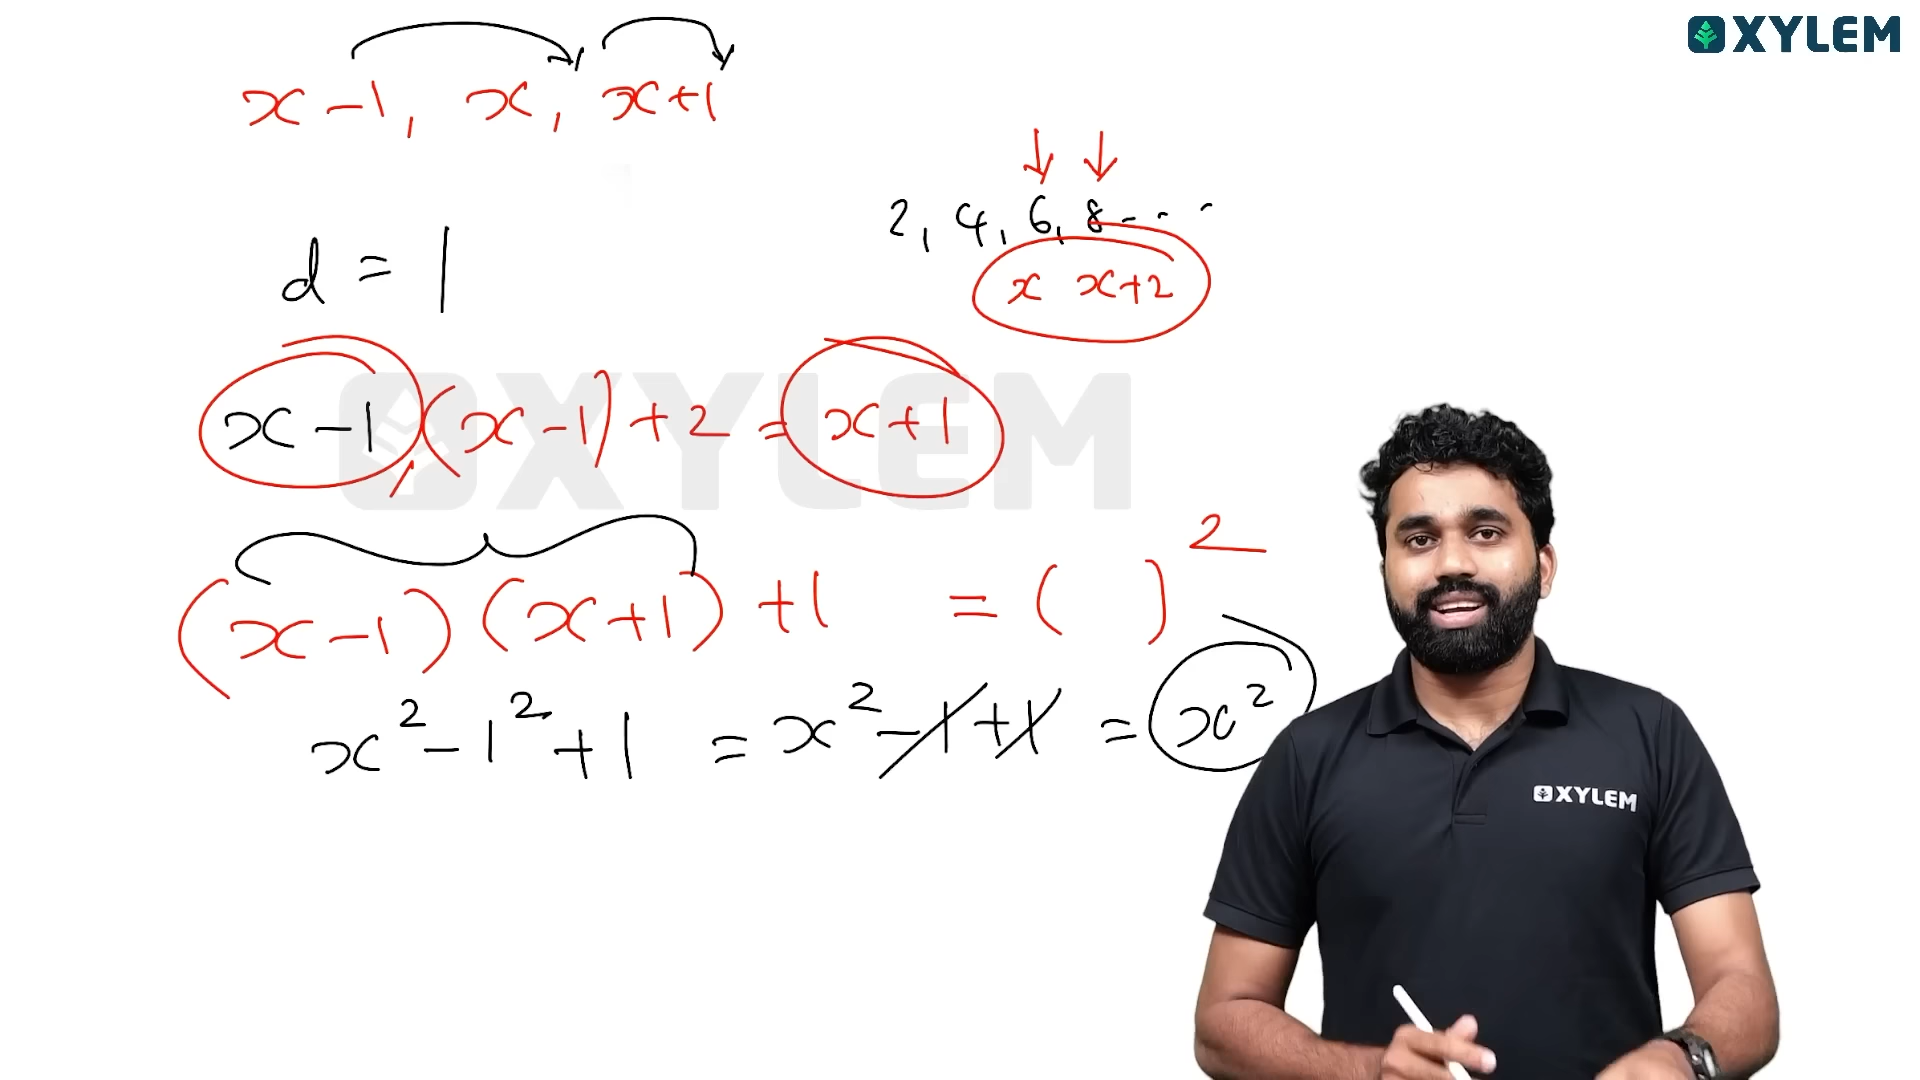 XYLEM
x-1, x, x+1
2, 4, 6, 8 - - -
x x+2
d = 1
x-1, (x-1)+2 = x+1
XYLEM
(x-1) (x+1) +1 = ( )²
x²-1²+1 = x²-1+1 = x²
XYLEM